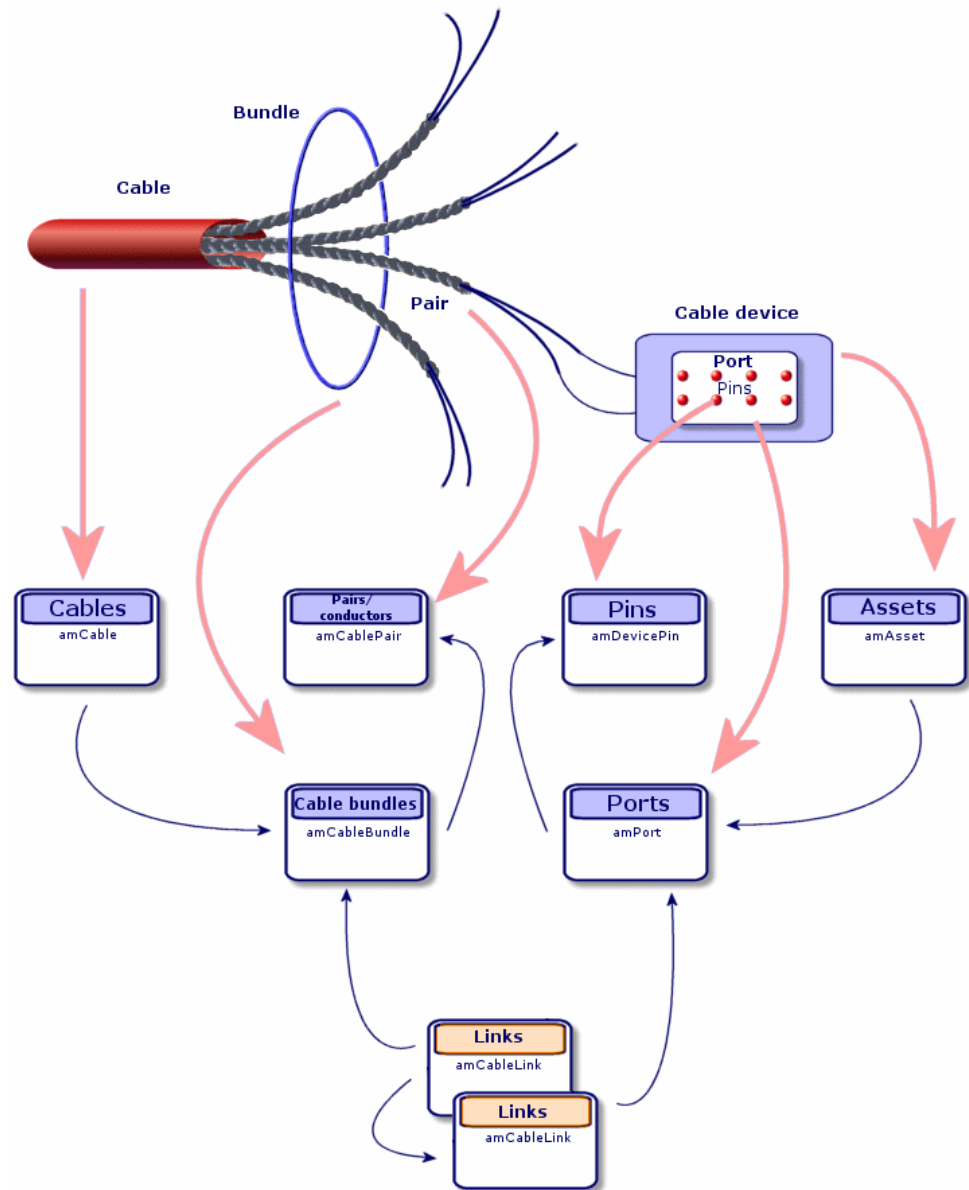 Bundle
Cable
Pair
Cable device
Port
Pins
Cables
amCable
Pairs/
conductors
amCablePair
Pins
amDevicePin
Assets
amAsset
Cable bundles
amCableBundle
Ports
amPort
Links
amCableLink
Links
amCableLink